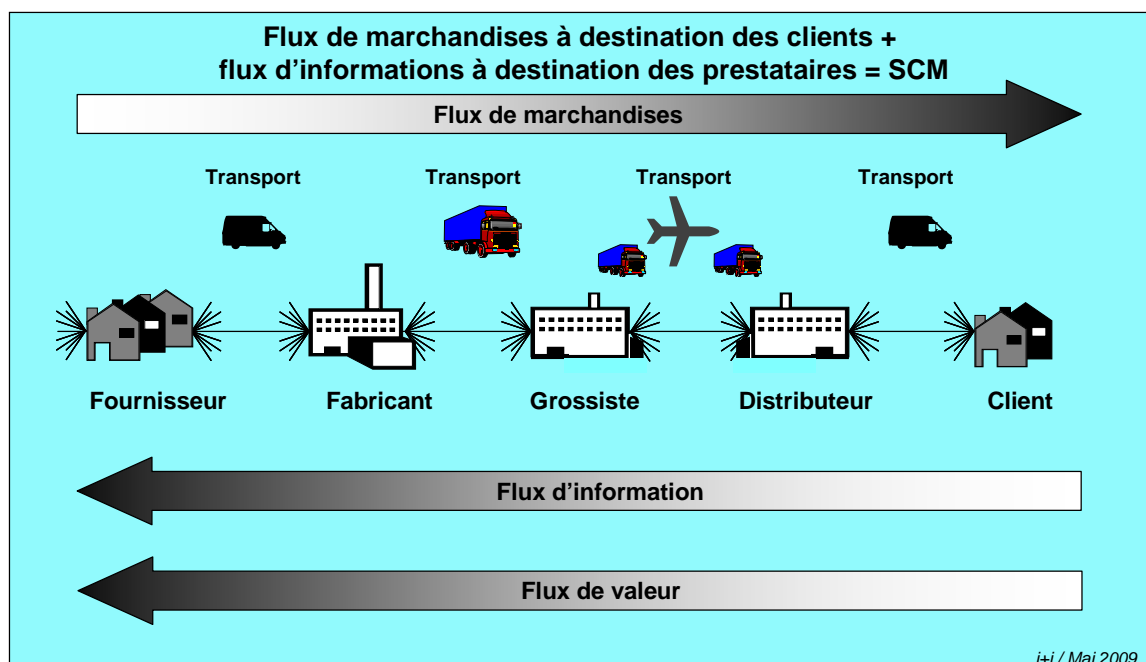 Flux de marchandises à destination des clients +
flux d'informations à destination des prestataires = SCM
Flux de marchandises
Transport Transport Transport Transport
Fournisseur Fabricant Grossiste Distributeur Client
Flux d'information
Flux de valeur
i+i / Mai 2009